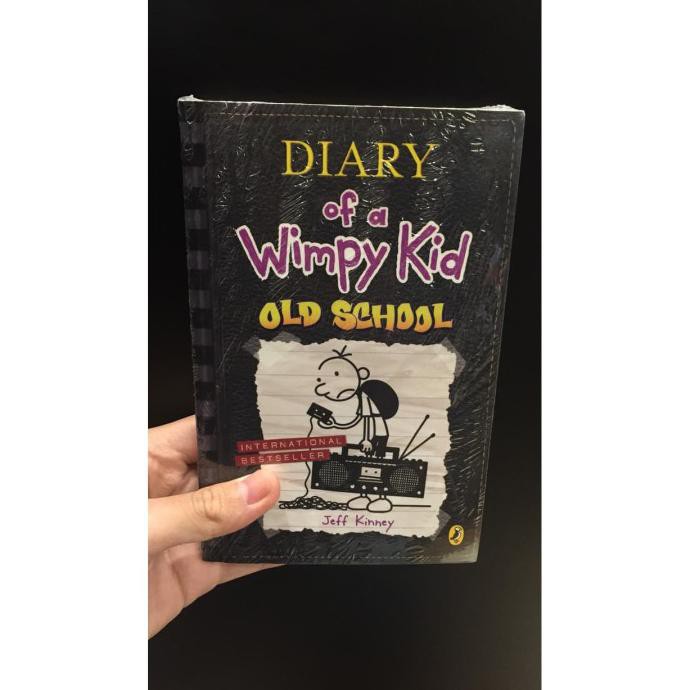 DIARY
of a
Wimpy Kid
OLD SCHOOL
INTERNATIONAL
BESTSELLER
Jeff Kinney